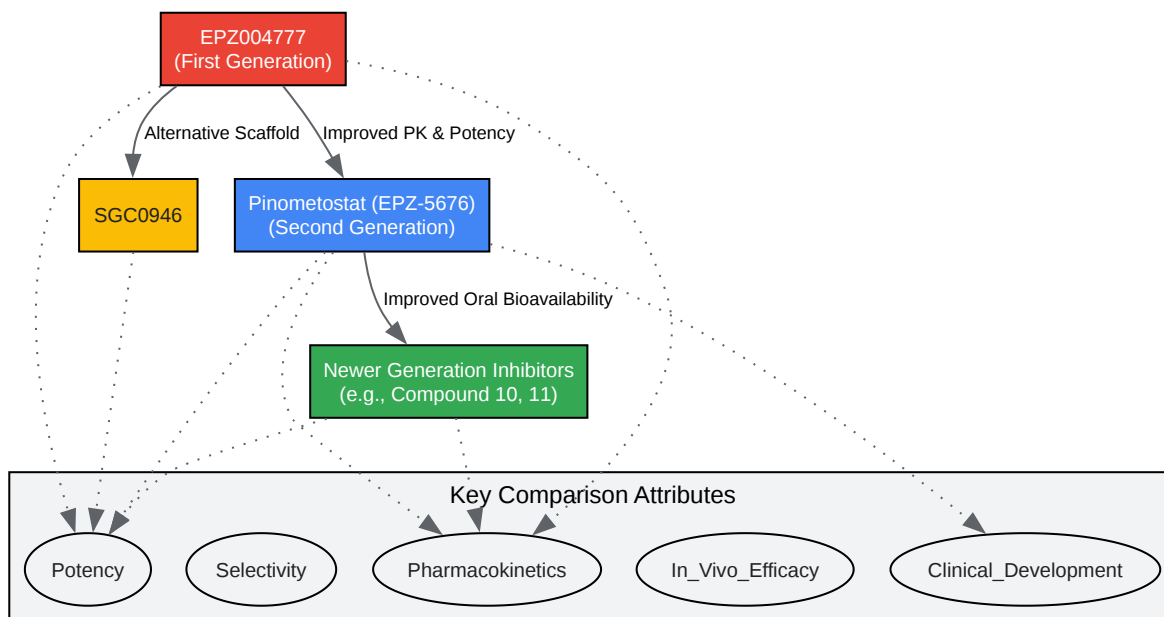 EPZ004777
(First Generation)
Alternative Scaffold
Improved PK & Potency
SGC0946
Pinometostat (EPZ-5676)
(Second Generation)
Improved Oral Bioavailability
Newer Generation Inhibitors
(e.g., Compound 10, 11)
Key Comparison Attributes
Potency
Selectivity
Pharmacokinetics
In_Vivo_Efficacy
Clinical_Development